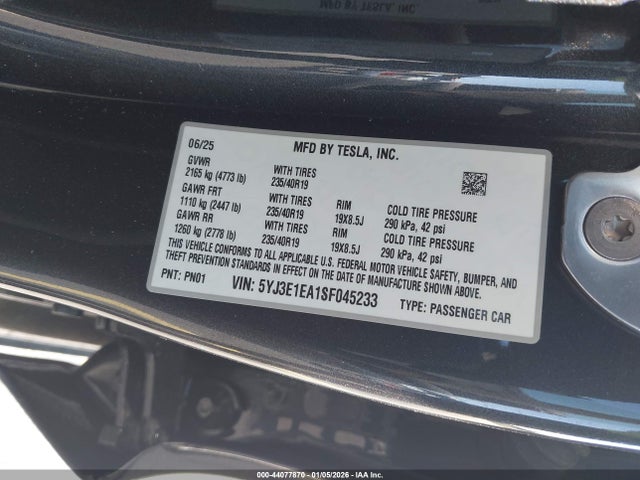 MFD BY TESLA, INC.
06/25 MFD BY TESLA, INC.
GVWR
2165 kg (4773 lb) WITH TIRES 235/40R19
GAWR FRT
1110 kg (2447 lb) WITH TIRES 235/40R19 RIM 19X8.5J COLD TIRE PRESSURE 290 kPa, 42 psi
GAWR RR
1260 kg (2778 lb) WITH TIRES 235/40R19 RIM 19X8.5J COLD TIRE PRESSURE 290 kPa, 42 psi
THIS VEHICLE CONFORMS TO ALL APPLICABLE U.S. FEDERAL MOTOR VEHICLE SAFETY, BUMPER, AND
THEFT PREVENTION STANDARDS IN EFFECT ON THE DATE OF MANUFACTURE SHOWN ABOVE.
PNT: PN01 VIN: 5YJ3E1EA1SF045233 TYPE: PASSENGER CAR
000-44077870 - 01/05/2026 - IAA Inc.